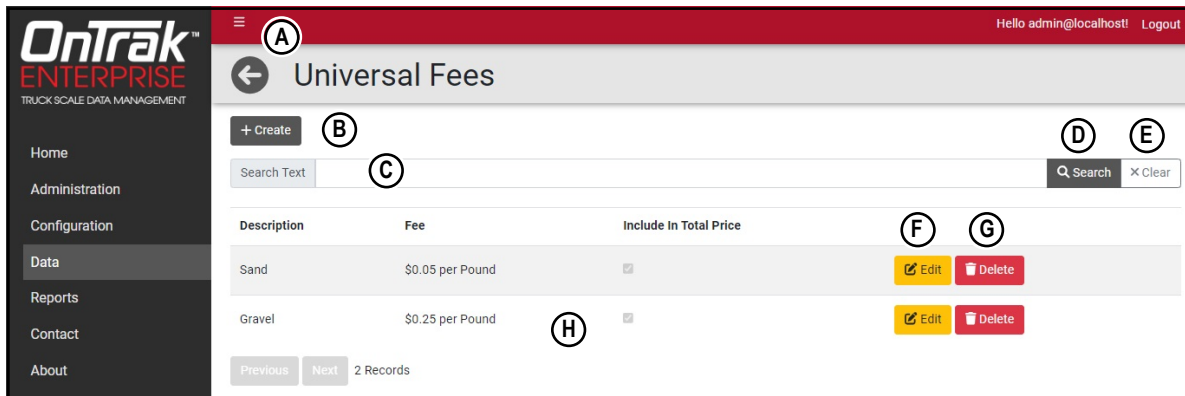 OnTrak™
ENTERPRISE
TRUCK SCALE DATA MANAGEMENT
Home
Administration
Configuration
Data
Reports
Contact
About
Hello admin@localhost! Logout
A
Universal Fees
+ Create B
Search Text C
D E
Search × Clear
Description Fee Include In Total Price
F G
Sand $0.05 per Pound Edit Delete
Gravel $0.25 per Pound Edit Delete
H
Previous Next 2 Records